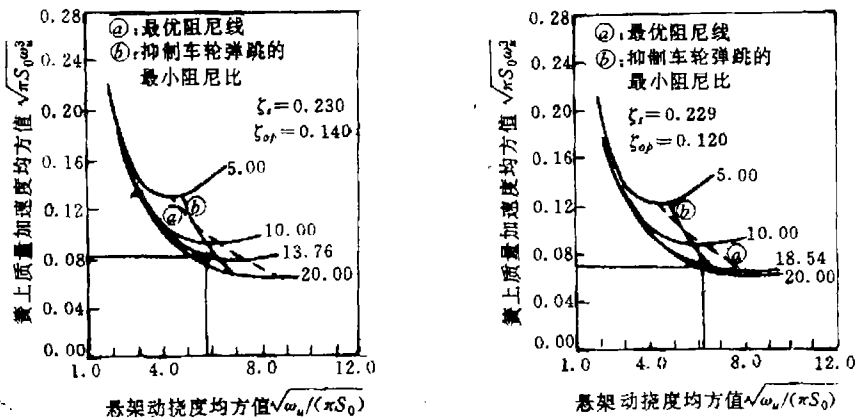 簧上质量加速度均方值 √πS₀ω³ᵤ
0.28
0.24
0.20
0.16
0.12
0.08
0.04
0.00
ⓐ:最优阻尼线
ⓑ:抑制车轮弹跳的
最小阻尼比
ζₛ=0.230
ζₒₚ=0.140
5.00
ⓐ
ⓑ
10.00
13.76
20.00
1.0 4.0 8.0 12.0
悬架动挠度均方值√ωᵤ/(πS₀)
簧上质量加速度均方值 √πS₀ω³ᵤ
0.28
0.24
0.20
0.16
0.12
0.08
0.04
0.00
ⓐ:最优阻尼线
ⓑ:抑制车轮弹跳的
最小阻尼比
ζₛ=0.229
ζₒₚ=0.120
5.00
ⓑ
10.00
ⓐ
18.54
20.00
1.0 4.0 8.0 12.0
悬架动挠度均方值√ωᵤ/(πS₀)